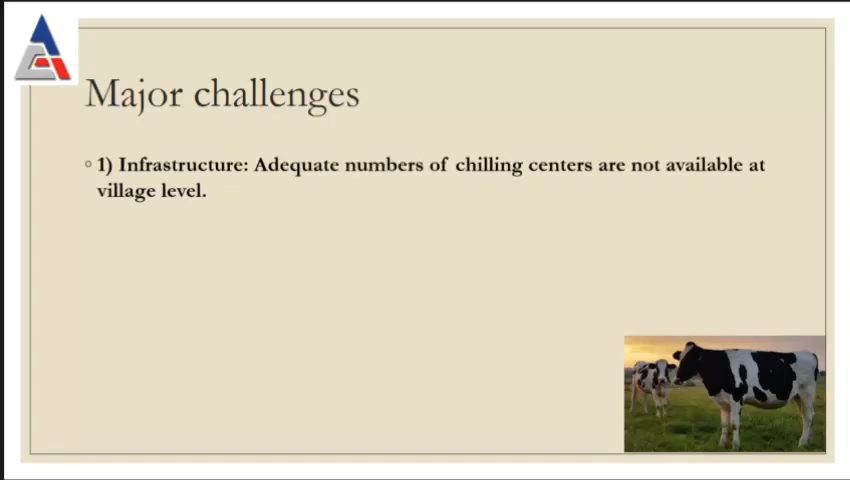 Major challenges
◦ 1) Infrastructure: Adequate numbers of chilling centers are not available at
village level.